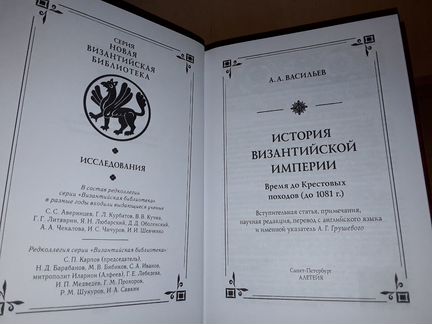 СЕРИЯ
НОВАЯ
ВИЗАНТИЙСКАЯ
БИБЛИОТЕКА
ИССЛЕДОВАНИЯ
В состав редколлегии
серии «Византийская библиотека»
в разные годы входили выдающиеся ученые
С. С. Аверинцев, Г. Л. Курбатов, В. В. Кучма,
Г. Г. Литаврин, Я. Н. Любарский, Д. Д. Оболенский,
А. А. Чекалова, И. С. Чичуров, И. И. Шевченко
Редколлегия серии «Византийская библиотека»:
С. П. Карпов (председатель),
Н. Д. Барабанов, М. В. Бибиков, С. А. Иванов,
митрополит Иларион (Алфеев), Г. Е. Лебедева,
И. П. Медведев, Г. М. Прохоров,
Р. М. Шукуров, И. А. Савкин
А. А. ВАСИЛЬЕВ
ИСТОРИЯ
ВИЗАНТИЙСКОЙ
ИМПЕРИИ
Время до Крестовых
походов (до 1081 г.)
Вступительная статья, примечания,
научная редакция, перевод с английского языка
и именной указатель А. Г. Грушевого
Санкт-Петербург
АЛЕТЕЙЯ